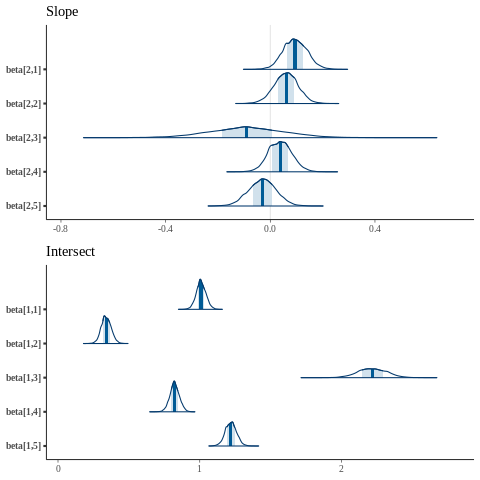 Slope
beta[2,1]
beta[2,2]
beta[2,3]
beta[2,4]
beta[2,5]
-0.8 -0.4 0.0 0.4
Intersect
beta[1,1]
beta[1,2]
beta[1,3]
beta[1,4]
beta[1,5]
0 1 2